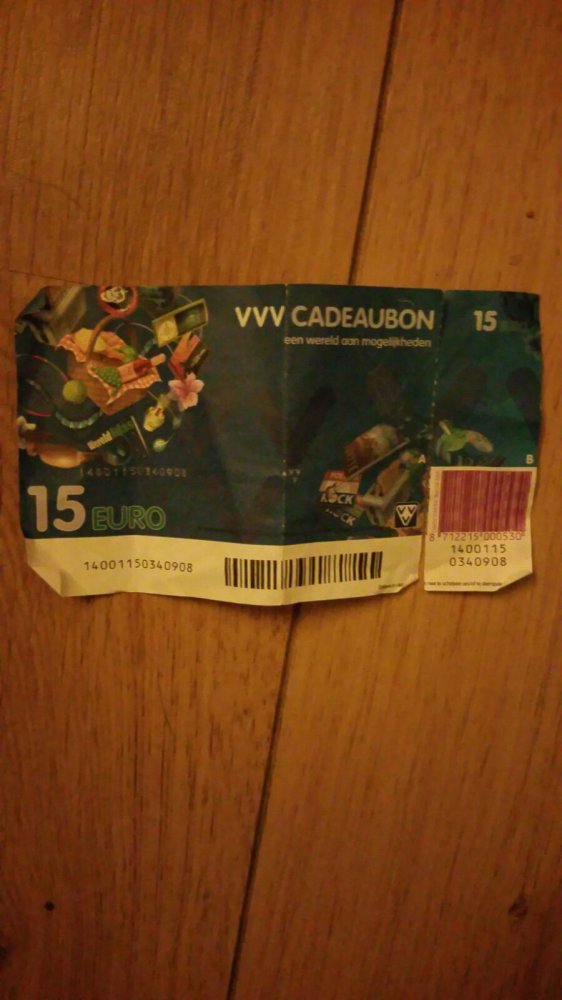 VVV CADEAUBON
een wereld aan mogelijkheden
15
14001150340908
15 EURO
A
B
8 712215 000530
1400115
0340908
14001150340908